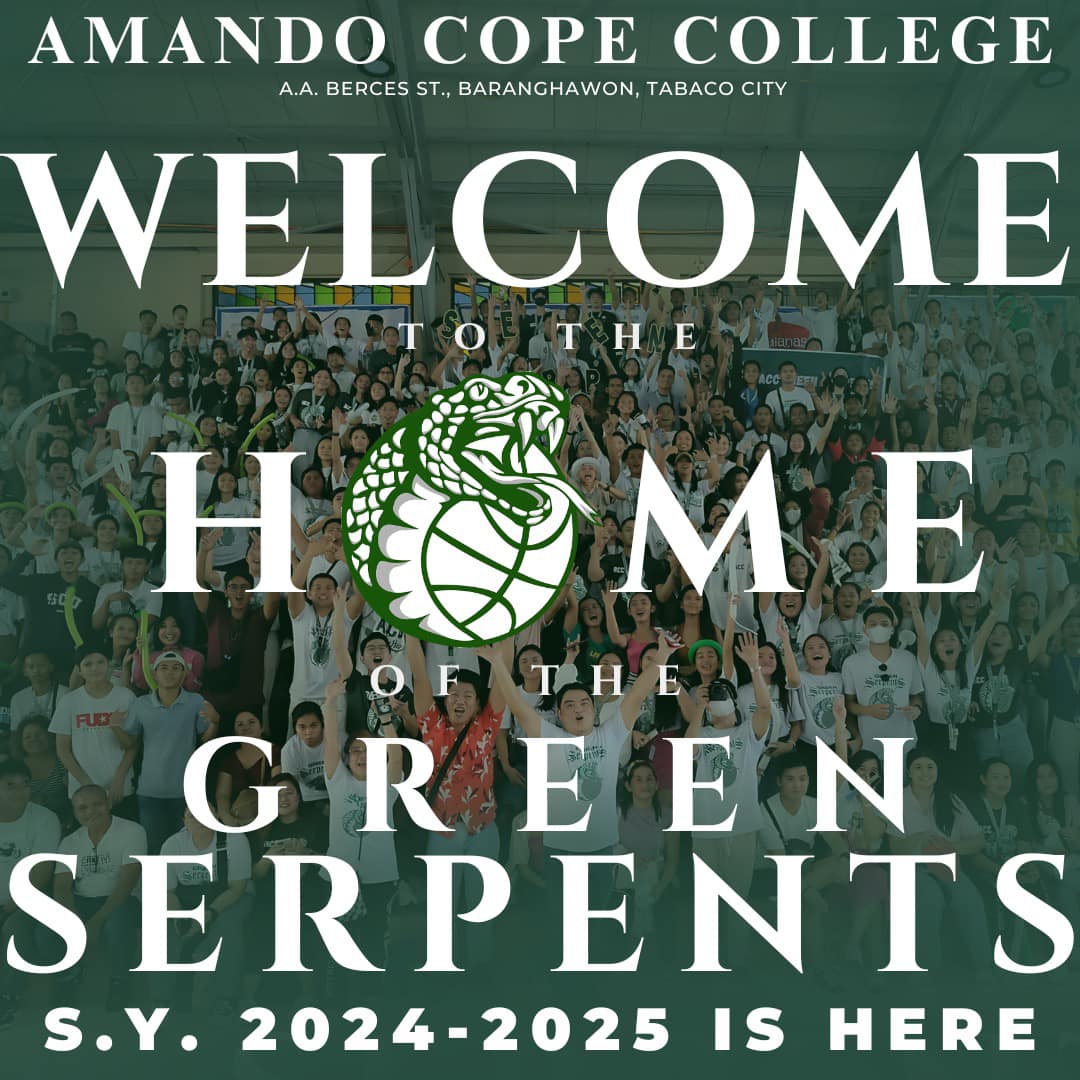 AMANDO COPE COLLEGE
A.A. BERCES ST., BARANGHAWON, TABACO CITY
WELCOME
TO THE
H ME
OF THE
GREEN
SERPENTS
S.Y. 2024-2025 IS HERE